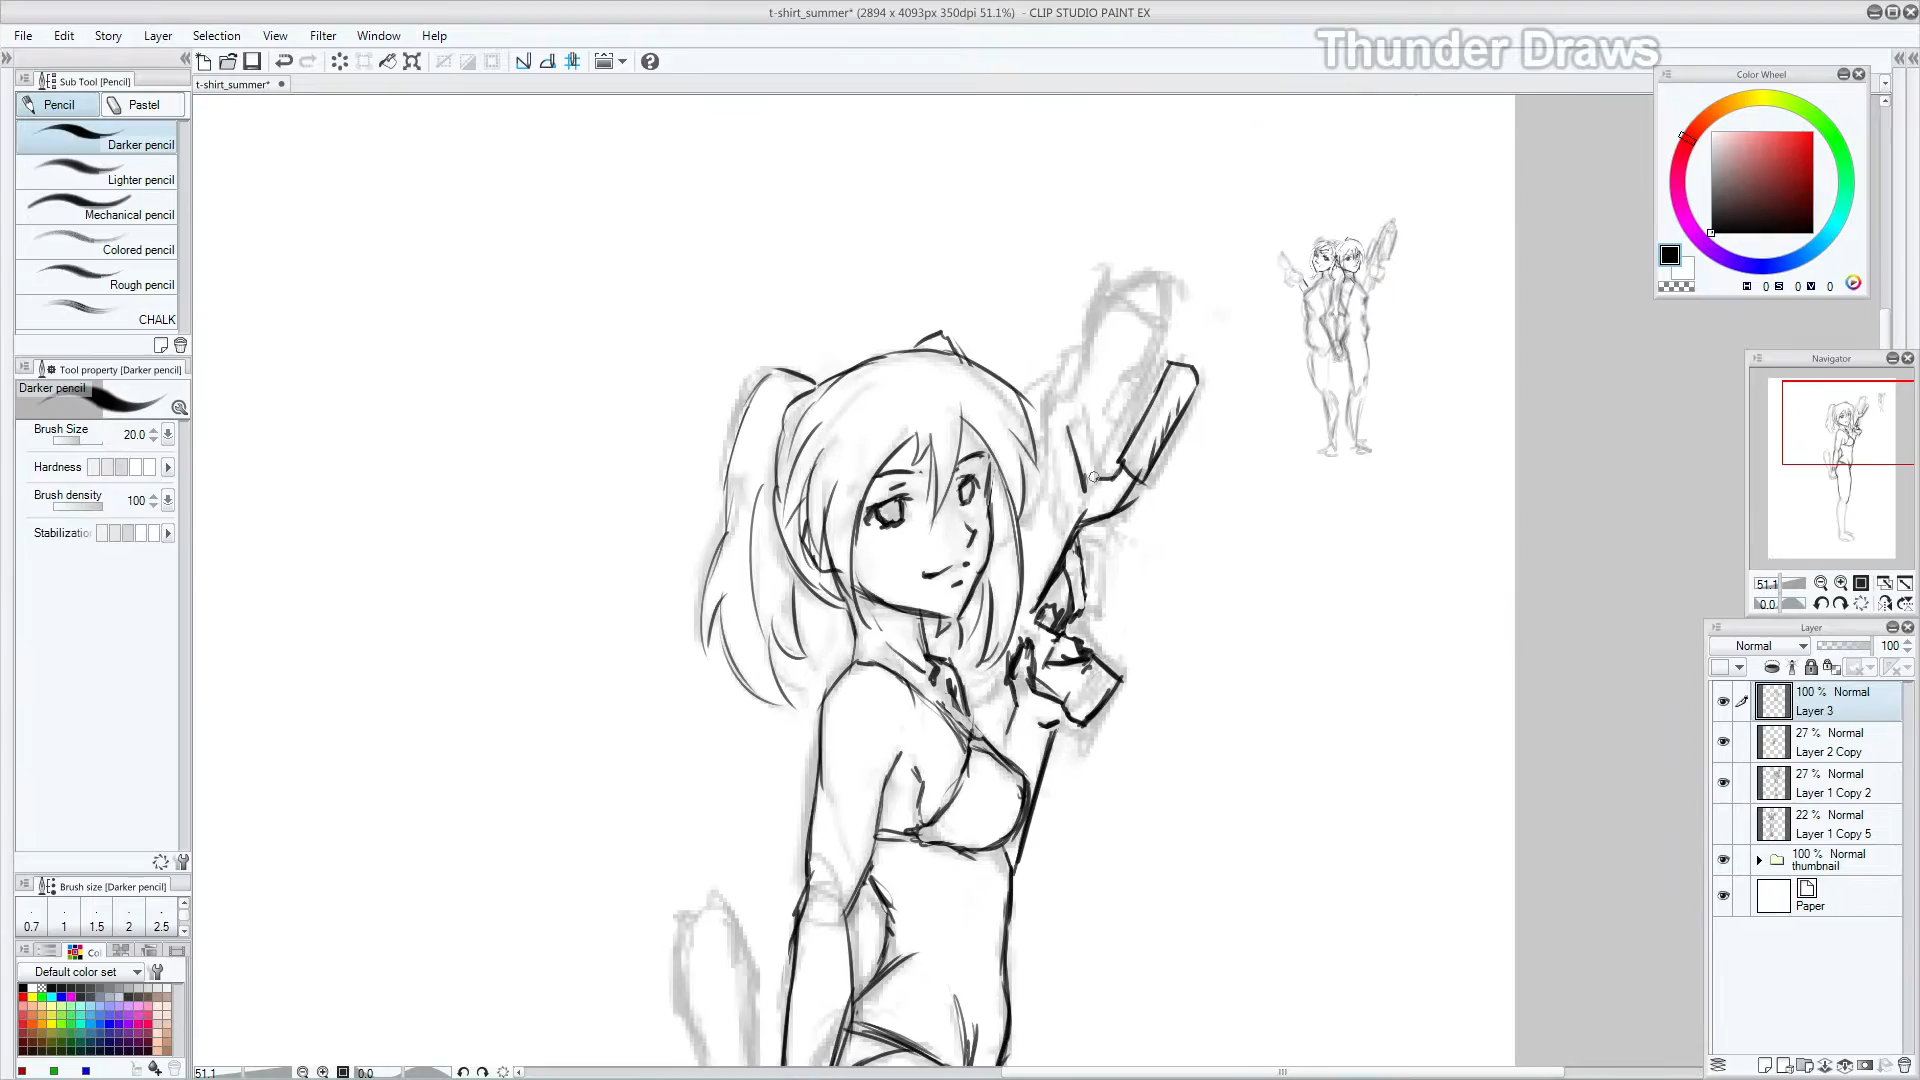 t-shirt_summer* (2894 x 4093px 350dpi 51.1%) - CLIP STUDIO PAINT EX
File Edit Story Layer Selection View Filter Window Help
Thunder Draws
Sub Tool [Pencil]
t-shirt_summer*
Color Wheel
Pencil Pastel
Darker pencil
Lighter pencil
Mechanical pencil
Colored pencil
Rough pencil
CHALK
H 0 S 0 V 0
Tool property [Darker pencil]
Darker pencil
Brush Size 20.0
Hardness
Brush density 100
Stabilizatio
Navigator
51.1
0.0
Layer
Normal 100
100 % Normal
Layer 3
27 % Normal
Layer 2 Copy
27 % Normal
Layer 1 Copy 2
22 % Normal
Layer 1 Copy 5
100 % Normal
thumbnail
Paper
Brush size [Darker pencil]
0.7 1 1.5 2 2.5
Col
Default color set
51.1 0.0